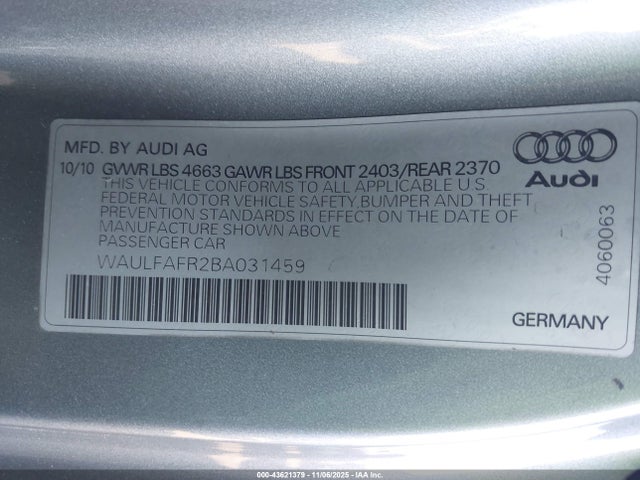 MFD. BY AUDI AG
10/10 GVWR LBS 4663 GAWR LBS FRONT 2403/REAR 2370
THIS VEHICLE CONFORMS TO ALL APPLICABLE U S
FEDERAL MOTOR VEHICLE SAFETY,BUMPER AND THEFT
PREVENTION STANDARDS IN EFFECT ON THE DATE OF
MANUFACTURE SHOWN ABOVE
PASSENGER CAR
WAULFAFR2BA031459
Audi
4060063
GERMANY
000-43621379 - 11/06/2025 - IAA Inc.